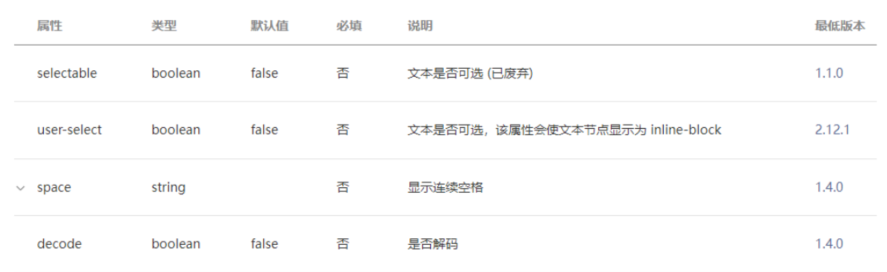 属性 类型 默认值 必填 说明 最低版本
selectable boolean false 否 文本是否可选 (已废弃) 1.1.0
user-select boolean false 否 文本是否可选，该属性会使文本节点显示为 inline-block 2.12.1
space string 否 显示连续空格 1.4.0
decode boolean false 否 是否解码 1.4.0